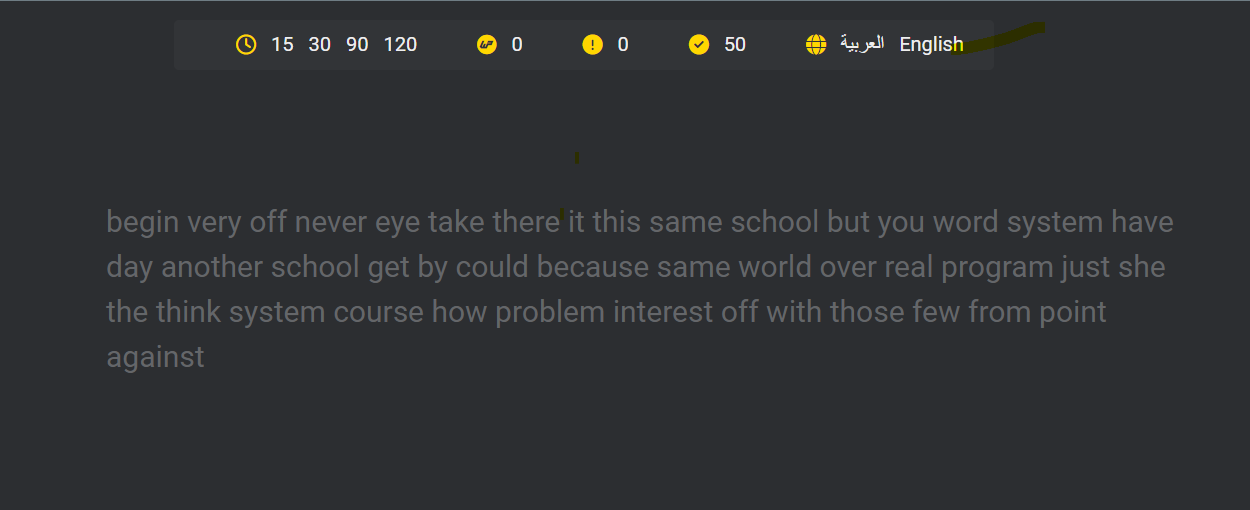 15 30 90 120 0 0 50 العربية English
begin very off never eye take there it this same school but you word system have
day another school get by could because same world over real program just she
the think system course how problem interest off with those few from point
against